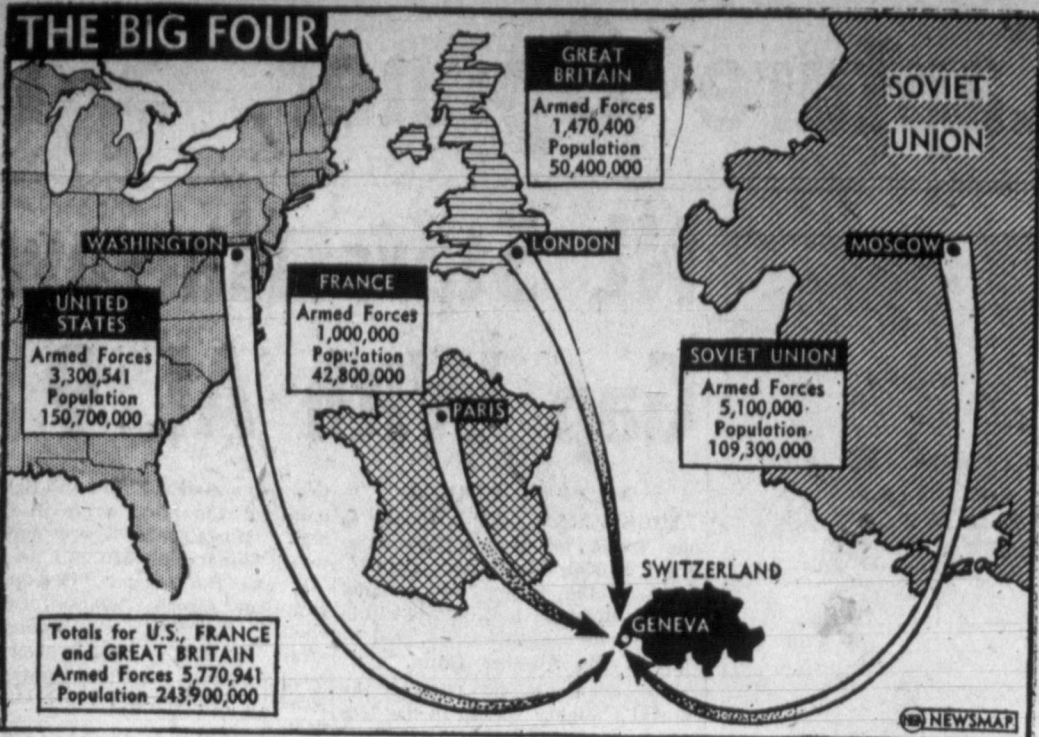 THE BIG FOUR
GREAT
BRITAIN
Armed Forces
1,470,400
Population
50,400,000
SOVIET
UNION
WASHINGTON
LONDON
MOSCOW
FRANCE
Armed Forces
1,000,000
Population
42,800,000
UNITED
STATES
Armed Forces
3,300,541
Population
150,700,000
SOVIET UNION
Armed Forces
5,100,000
Population
109,300,000
PARIS
SWITZERLAND
GENEVA
Totals for U.S., FRANCE
and GREAT BRITAIN
Armed Forces 5,770,941
Population 243,900,000
NEA NEWSMAP